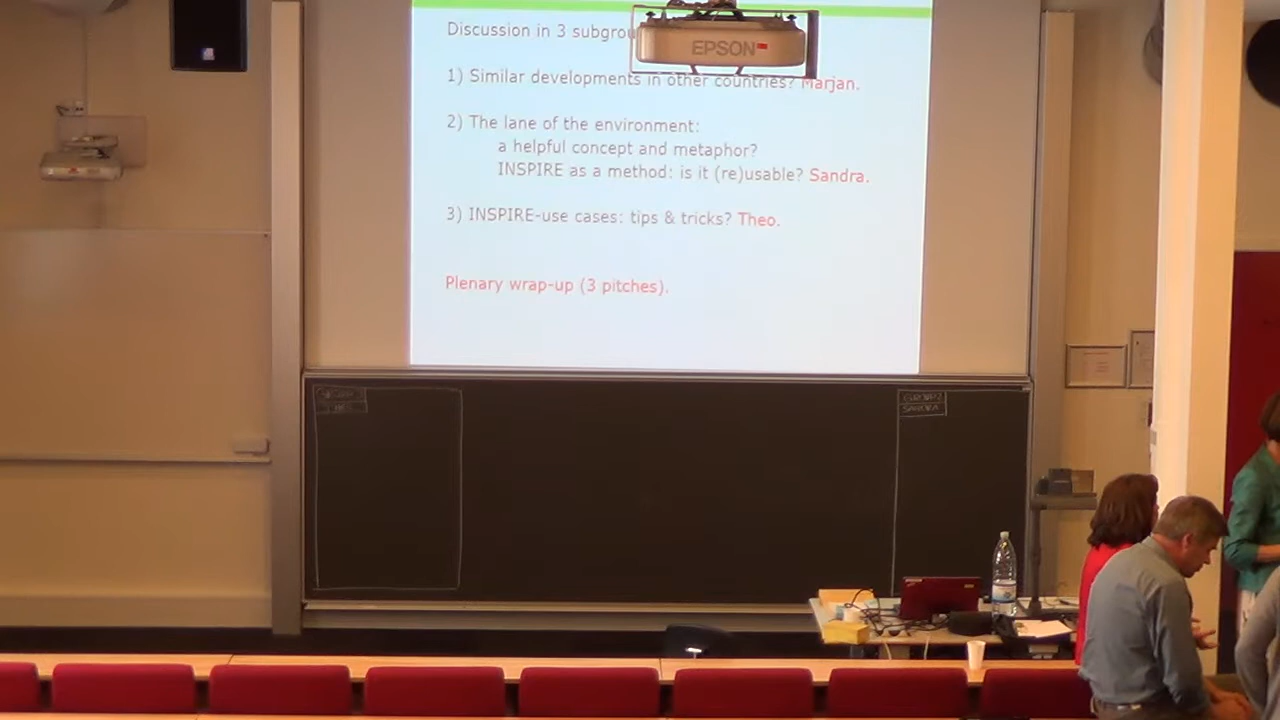 Discussion in 3
EPSON
1) Similar developments in other countries? Marjan.
2) The lane of the environment:
a helpful concept and metaphor?
INSPIRE as a method: is it (re)usable? Sandra.
3) INSPIRE-use cases: tips & tricks? Theo.
Plenary wrap-up (3 pitches).
SANDRA